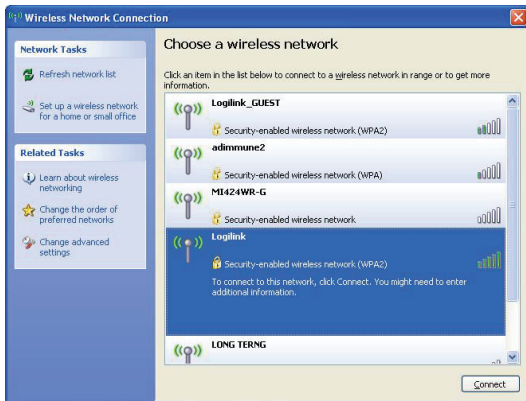 Wireless Network Connection
Network Tasks
Refresh network list
Set up a wireless network
for a home or small office
Related Tasks
Learn about wireless
networking
Change the order of
preferred networks
Change advanced
settings
Choose a wireless network
Click an item in the list below to connect to a wireless network in range or to get more
information.
Logilink_GUEST
Security-enabled wireless network (WPA2)
adimmune2
Security-enabled wireless network (WPA)
MI424WR-G
Security-enabled wireless network
Logilink
Security-enabled wireless network (WPA2)
To connect to this network, click Connect. You might need to enter
additional information.
LONG TERNG
Connect